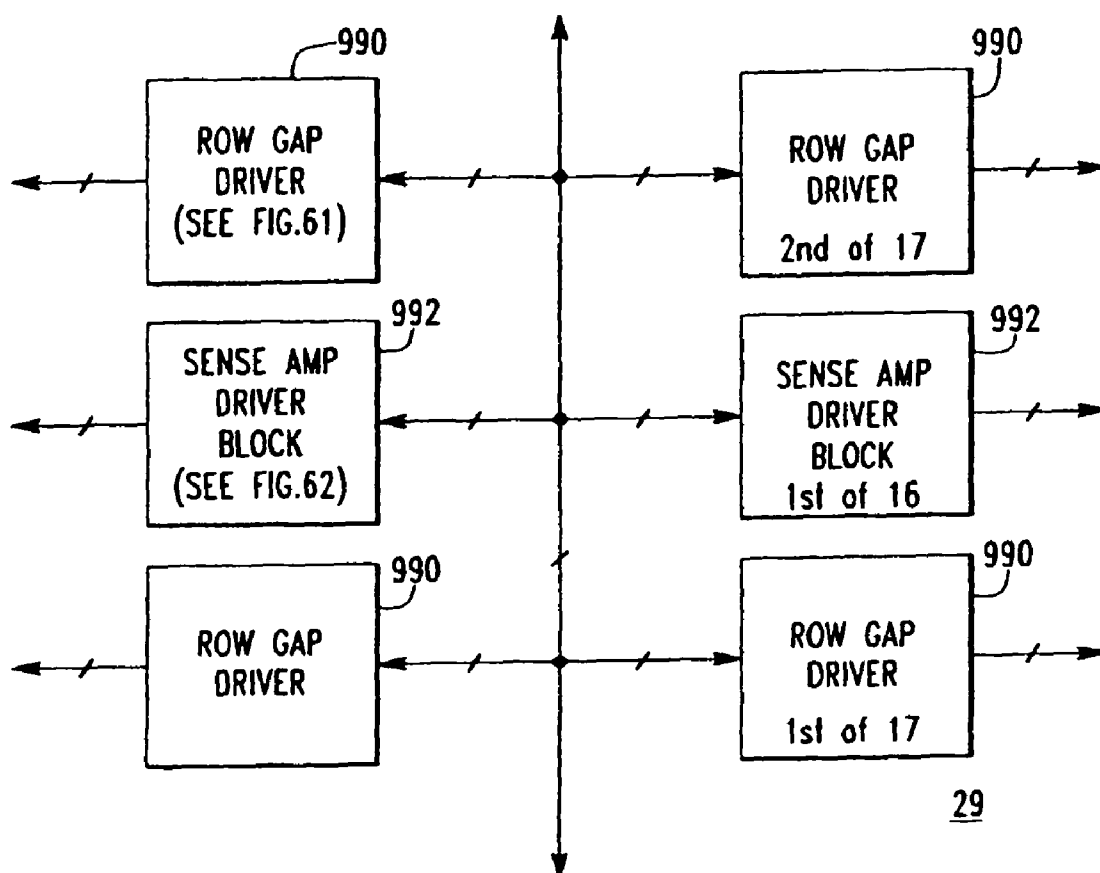 990
ROW GAP
DRIVER
(SEE FIG.61)
990
ROW GAP
DRIVER
2nd of 17
992
SENSE AMP
DRIVER
BLOCK
(SEE FIG.62)
992
SENSE AMP
DRIVER
BLOCK
1st of 16
990
ROW GAP
DRIVER
990
ROW GAP
DRIVER
1st of 17
29